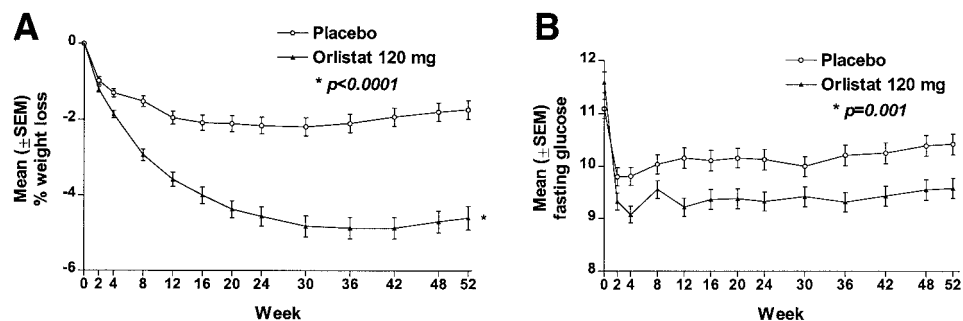 A
Placebo
Orlistat 120 mg
* p<0.0001
Mean (±SEM)
% weight loss
0
-2
-4
-6
0 2 4 8 12 16 20 24 30 36 42 48 52
Week
*
B
Placebo
Orlistat 120 mg
* p=0.001
Mean (±SEM)
fasting glucose
12
11
10
9
8
0 2 4 8 12 16 20 24 30 36 42 48 52
Week